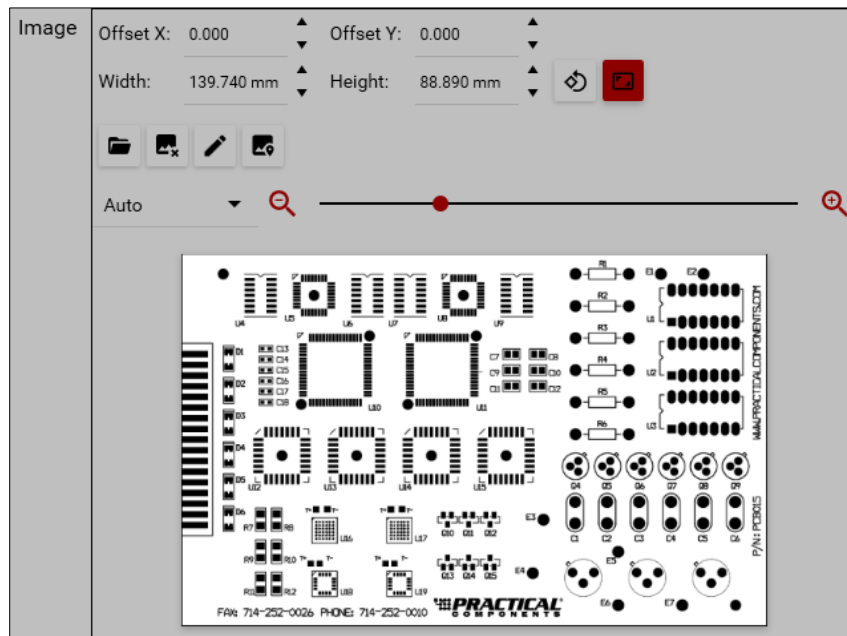 Image
Offset X: 0.000 Offset Y: 0.000
Width: 139.740 mm Height: 88.890 mm
Auto
R1 E1 E2
U4 U5 U6 U7 U8 U9
R2
U1
R3
D1 C13
C14
C15
C16
C17
C18
C7 C8
C9 C10
C11 C12
R4
U2
D2
D3
R5
U10 U11
R6
U3
WWW.PRACTICALCOMPONENTS.COM
D4
D5
D6
U12 U13 U14 U15
Q4 Q5 Q6 Q7 Q8 Q9
T+ T- T+ T-
R7 R8
U16 U17
Q10 Q11 Q12
E3
C1 C2 C3 C4 C5 C6
P/N: PCB015
R9 R10
T+ T- T+ T-
E5
Q13 Q14 Q15
E4
R11 R12
U18 U19
E6 E7
FAX: 714-252-0026 PHONE: 714-252-0010
PRACTICAL
COMPONENTS